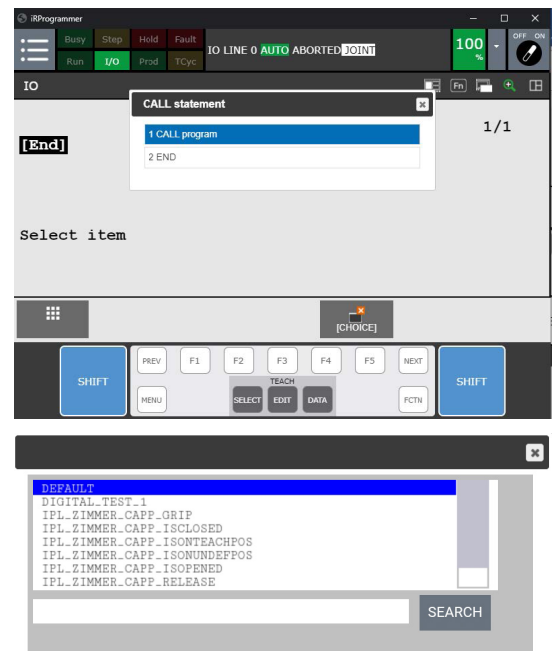 iRProgrammer
Busy Step Hold Fault
Run I/O Prod TCyc
IO LINE 0 AUTO ABORTED JOINT
100 %
OFF ON
IO
Fn
CALL statement
1 CALL program
2 END
1/1
[End]
Select item
[CHOICE]
SHIFT
PREV F1 F2 F3 F4 F5 NEXT
TEACH
MENU SELECT EDIT DATA FCTN
SHIFT
DEFAULT
DIGITAL_TEST_1
IPL_ZIMMER_CAPP_GRIP
IPL_ZIMMER_CAPP_ISCLOSED
IPL_ZIMMER_CAPP_ISONTEACHPOS
IPL_ZIMMER_CAPP_ISONUNDEFPOS
IPL_ZIMMER_CAPP_ISOPENED
IPL_ZIMMER_CAPP_RELEASE
SEARCH